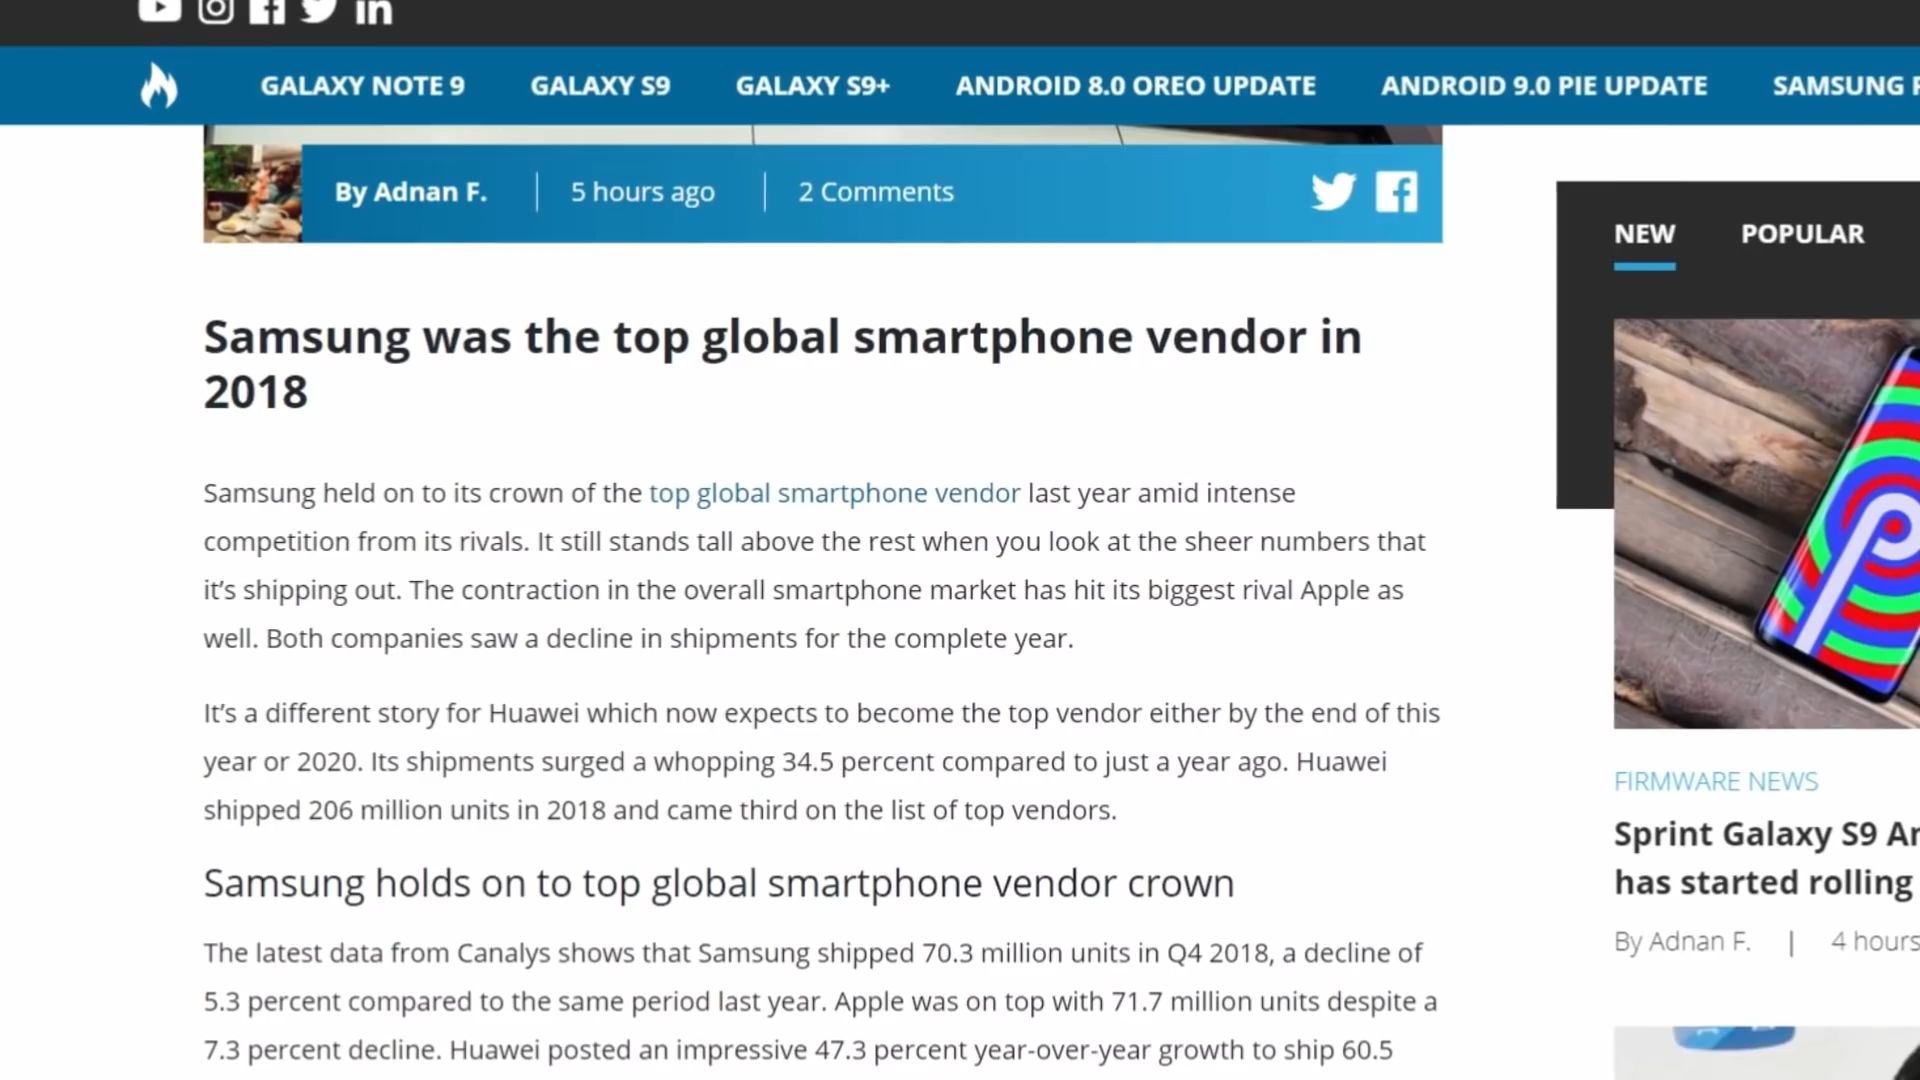 GALAXY NOTE 9 GALAXY S9 GALAXY S9+ ANDROID 8.0 OREO UPDATE ANDROID 9.0 PIE UPDATE SAMSUNG
By Adnan F. | 5 hours ago | 2 Comments
Samsung was the top global smartphone vendor in
2018
Samsung held on to its crown of the top global smartphone vendor last year amid intense
competition from its rivals. It still stands tall above the rest when you look at the sheer numbers that
it’s shipping out. The contraction in the overall smartphone market has hit its biggest rival Apple as
well. Both companies saw a decline in shipments for the complete year.
It’s a different story for Huawei which now expects to become the top vendor either by the end of this
year or 2020. Its shipments surged a whopping 34.5 percent compared to just a year ago. Huawei
shipped 206 million units in 2018 and came third on the list of top vendors.
Samsung holds on to top global smartphone vendor crown
The latest data from Canalys shows that Samsung shipped 70.3 million units in Q4 2018, a decline of
5.3 percent compared to the same period last year. Apple was on top with 71.7 million units despite a
7.3 percent decline. Huawei posted an impressive 47.3 percent year-over-year growth to ship 60.5
NEW POPULAR
FIRMWARE NEWS
Sprint Galaxy S9
has started rolling
By Adnan F. | 4 hours